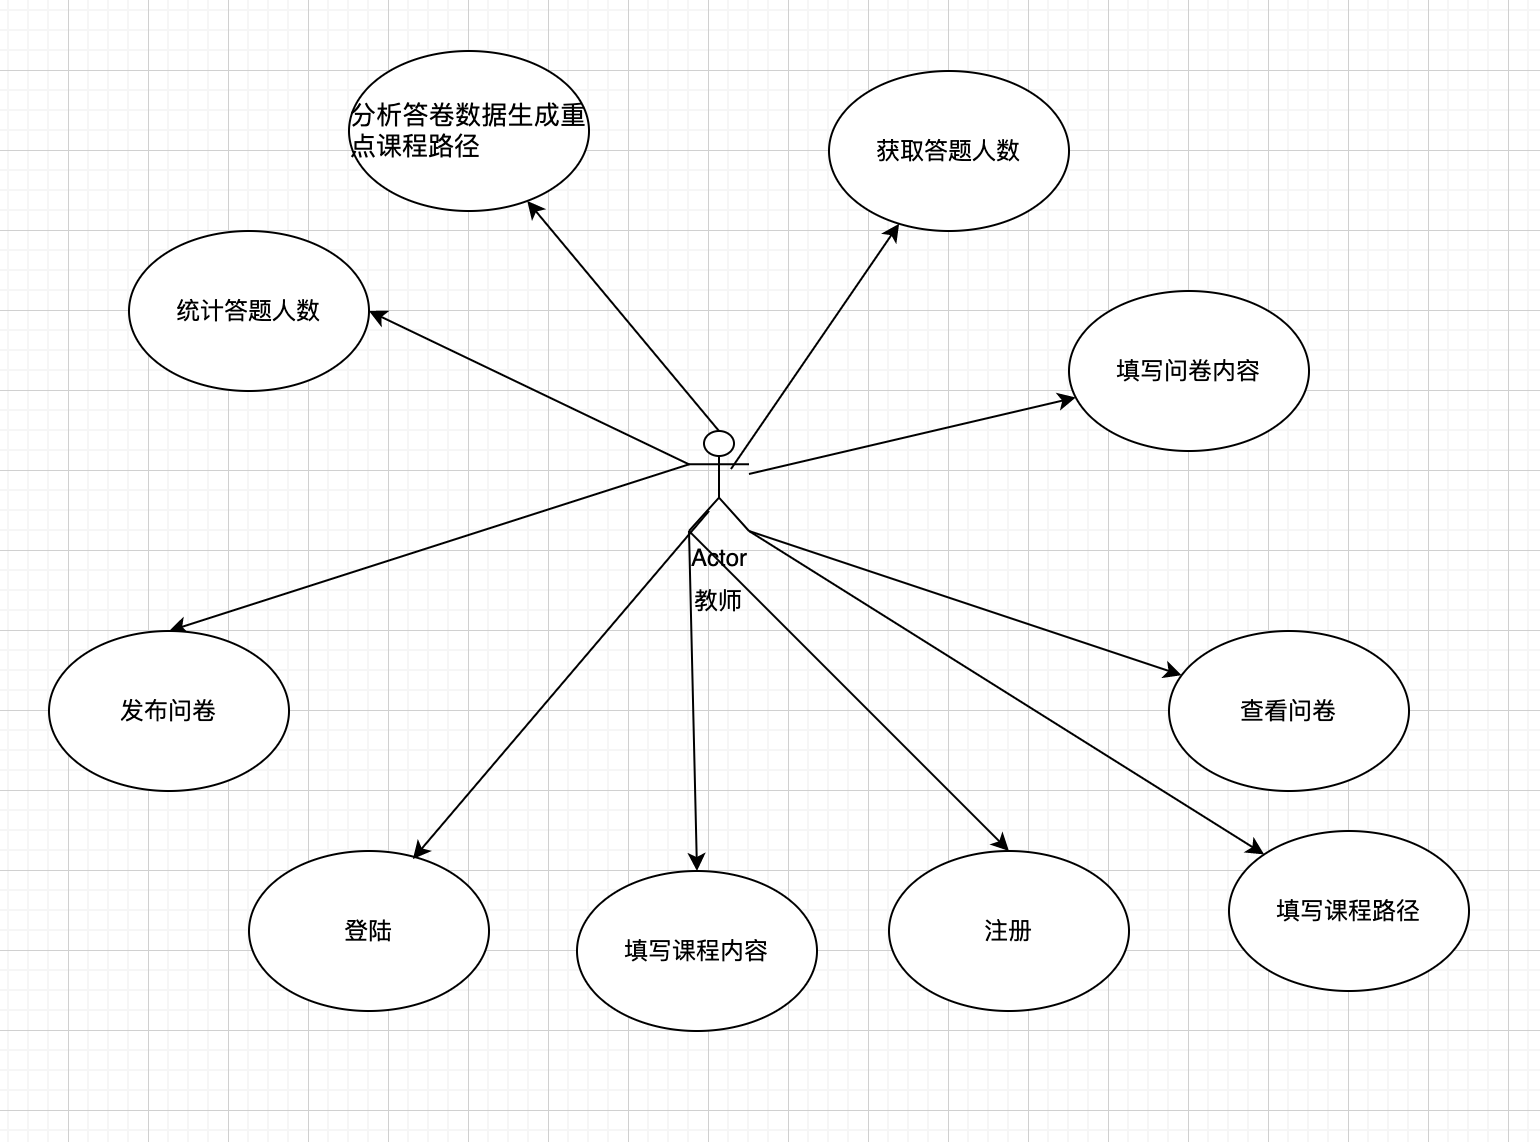 分析答卷数据生成重
点课程路径
获取答题人数
统计答题人数
填写问卷内容
Actor
教师
发布问卷
查看问卷
登陆
填写课程内容
注册
填写课程路径